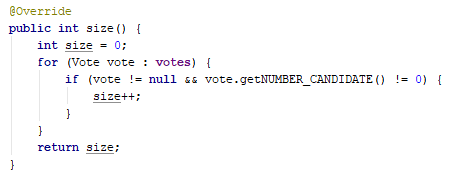 @Override
public int size() {
    int size = 0;
    for (Vote vote : votes) {
        if (vote != null && vote.getNUMBER_CANDIDATE() != 0) {
            size++;
        }
    }
    return size;
}